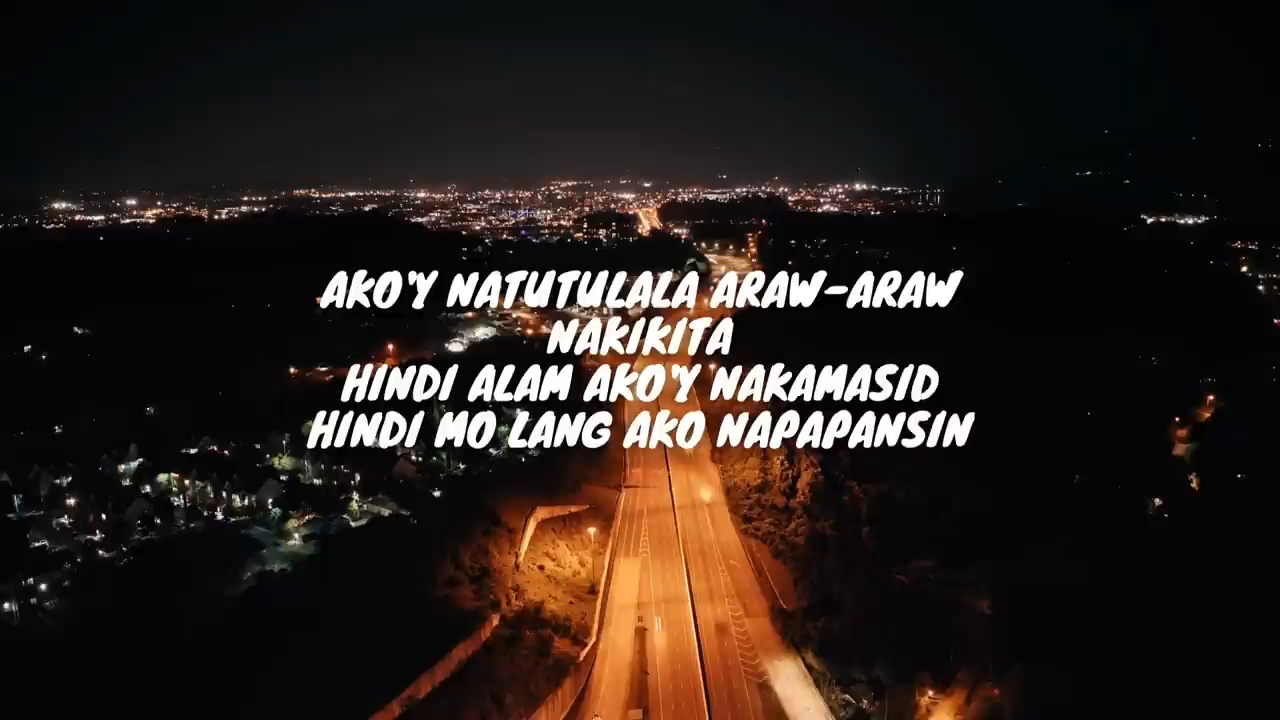 AKO'Y NATUTULALA ARAW-ARAW
NAKIKITA
HINDI ALAM AKO'Y NAKAMASID
HINDI MO LANG AKO NAPAPANSIN